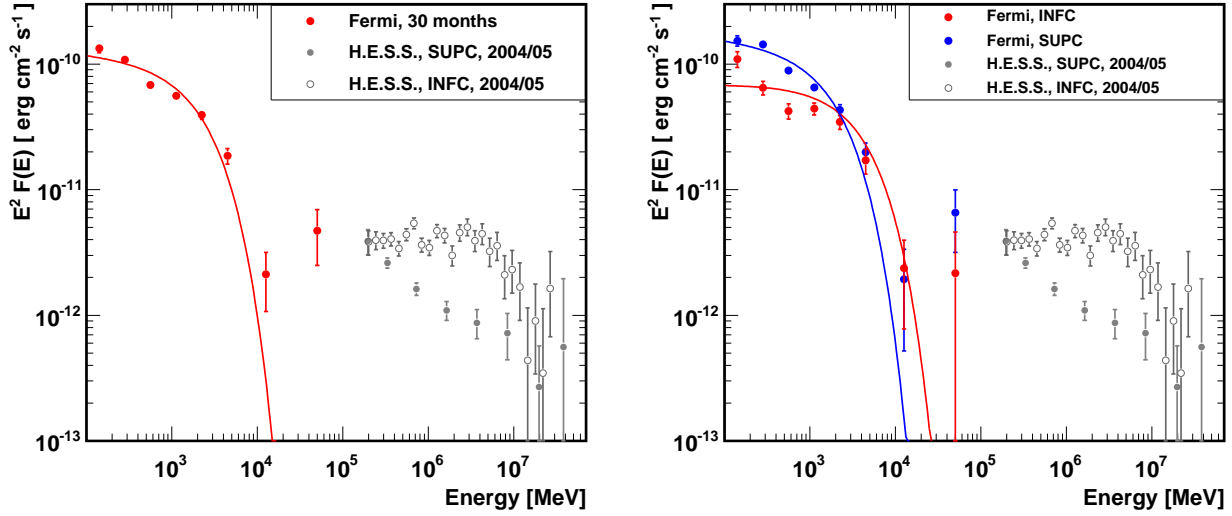 E² F(E) [ erg cm⁻² s⁻¹ ]
10⁻¹⁰
10⁻¹¹
10⁻¹²
10⁻¹³
Fermi, 30 months
H.E.S.S., SUPC, 2004/05
H.E.S.S., INFC, 2004/05
10³ 10⁴ 10⁵ 10⁶ 10⁷
Energy [MeV]
E² F(E) [ erg cm⁻² s⁻¹ ]
10⁻¹⁰
10⁻¹¹
10⁻¹²
10⁻¹³
Fermi, INFC
Fermi, SUPC
H.E.S.S., SUPC, 2004/05
H.E.S.S., INFC, 2004/05
10³ 10⁴ 10⁵ 10⁶ 10⁷
Energy [MeV]